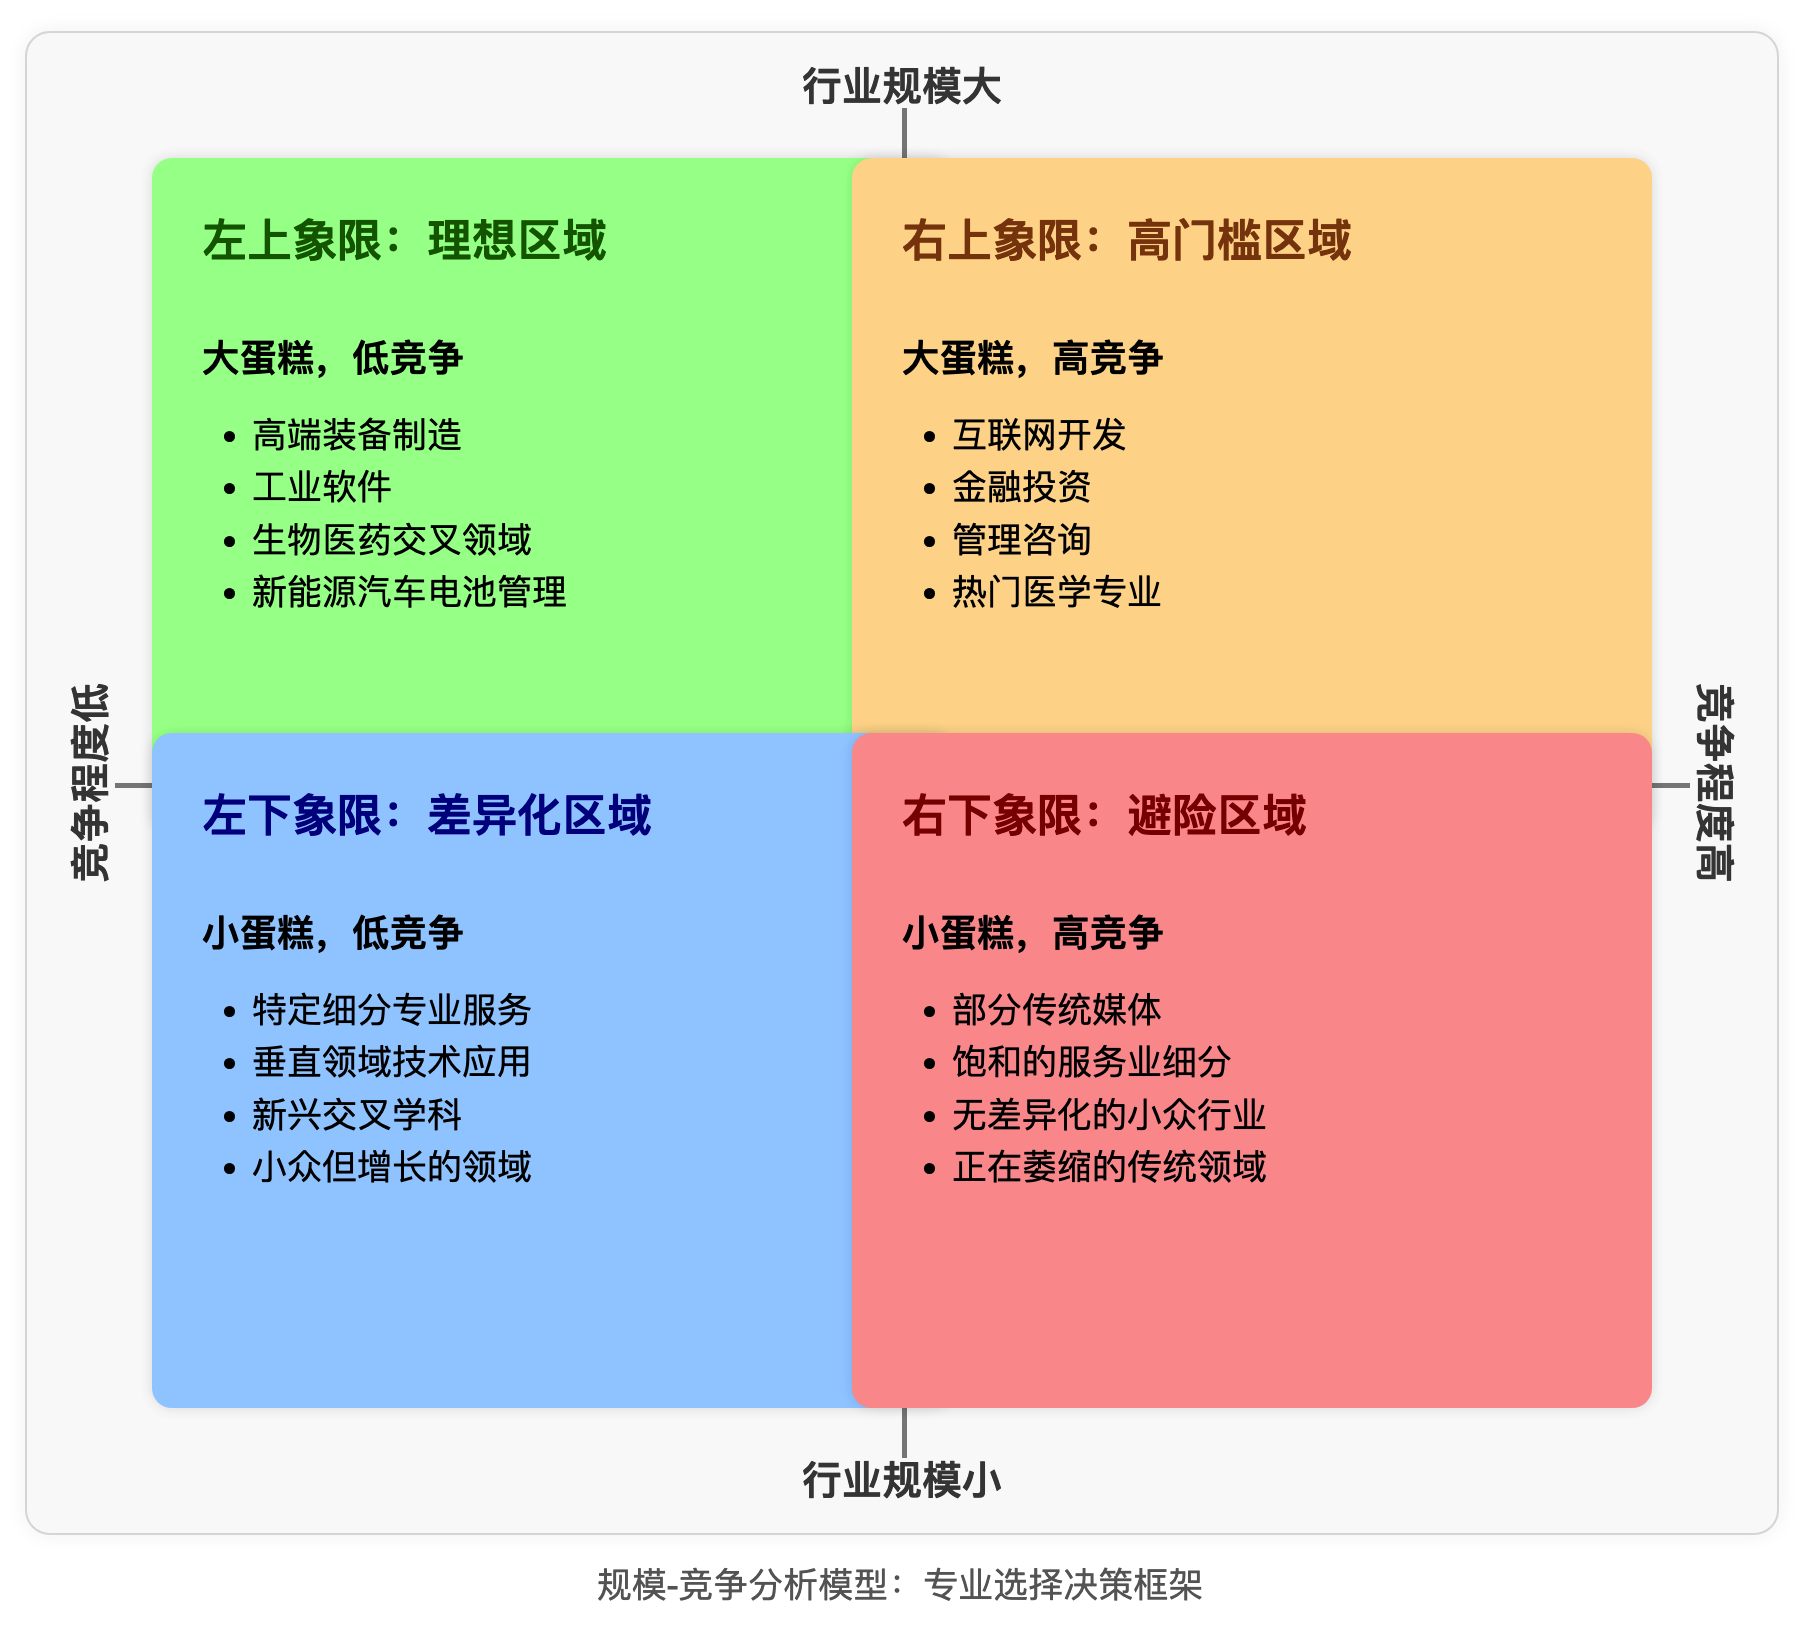 行业规模大
左上象限：理想区域
大蛋糕，低竞争
高端装备制造
工业软件
生物医药交叉领域
新能源汽车电池管理
右上象限：高门槛区域
大蛋糕，高竞争
互联网开发
金融投资
管理咨询
热门医学专业
竞争程度低
竞争程度高
左下象限：差异化区域
小蛋糕，低竞争
特定细分专业服务
垂直领域技术应用
新兴交叉学科
小众但增长的领域
右下象限：避险区域
小蛋糕，高竞争
部分传统媒体
饱和的服务业细分
无差异化的小众行业
正在萎缩的传统领域
行业规模小
规模-竞争分析模型：专业选择决策框架